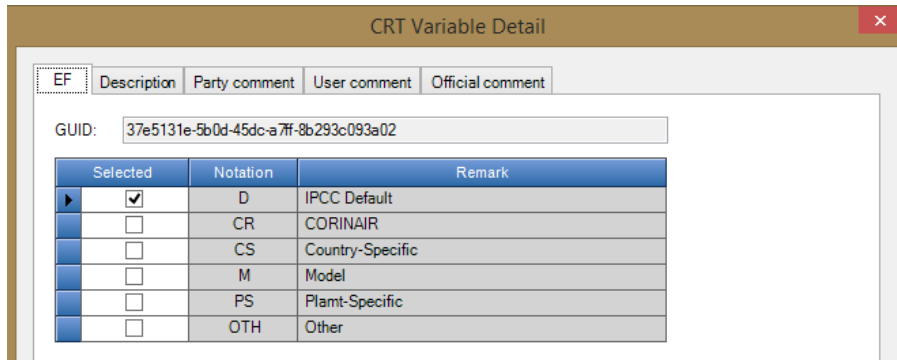 CRT Variable Detail
EF Description Party comment User comment Official comment
GUID: 37e5131e-5b0d-45dc-a7ff-8b293c093a02
Selected Notation Remark
D IPCC Default
CR CORINAIR
CS Country-Specific
M Model
PS Plamt-Specific
OTH Other